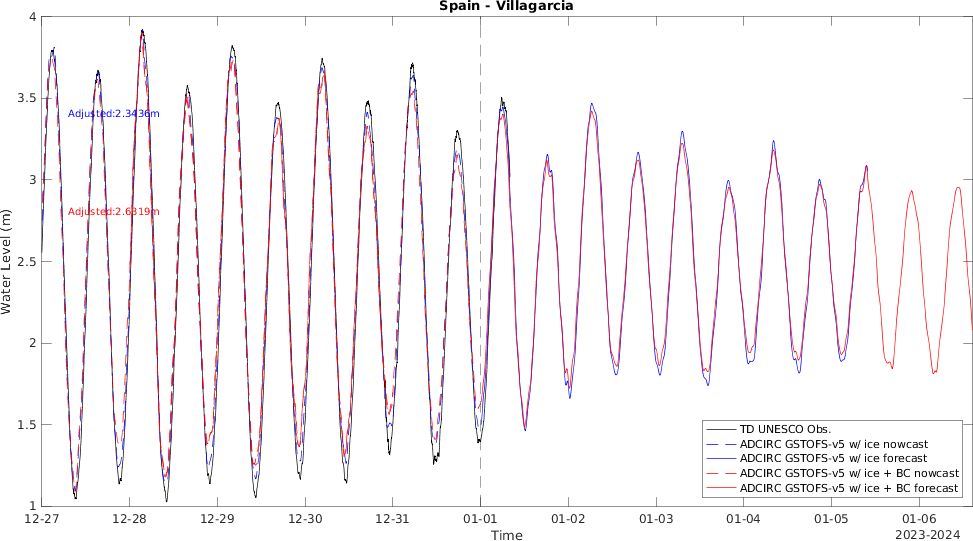 Spain - Villagarcia
4
3.5
3
2.5
2
1.5
1
Water Level (m)
Adjusted:2.3436m
Adjusted:2.6319m
TD UNESCO Obs.
ADCIRC GSTOFS-v5 w/ ice nowcast
ADCIRC GSTOFS-v5 w/ ice forecast
ADCIRC GSTOFS-v5 w/ ice + BC nowcast
ADCIRC GSTOFS-v5 w/ ice + BC forecast
12-27 12-28 12-29 12-30 12-31 01-01 01-02 01-03 01-04 01-05 01-06
Time
2023-2024